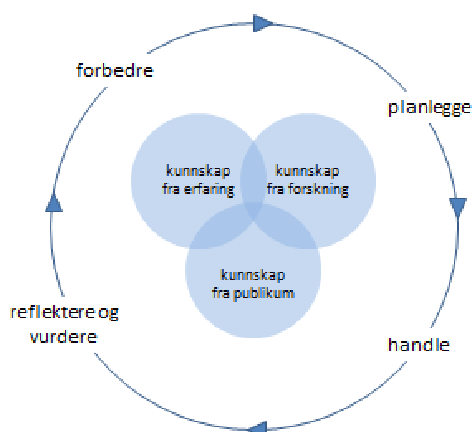 forbedre
planlegge
kunnskap
fra erfaring
kunnskap
fra forskning
kunnskap
fra publikum
reflektere og
vurdere
handle